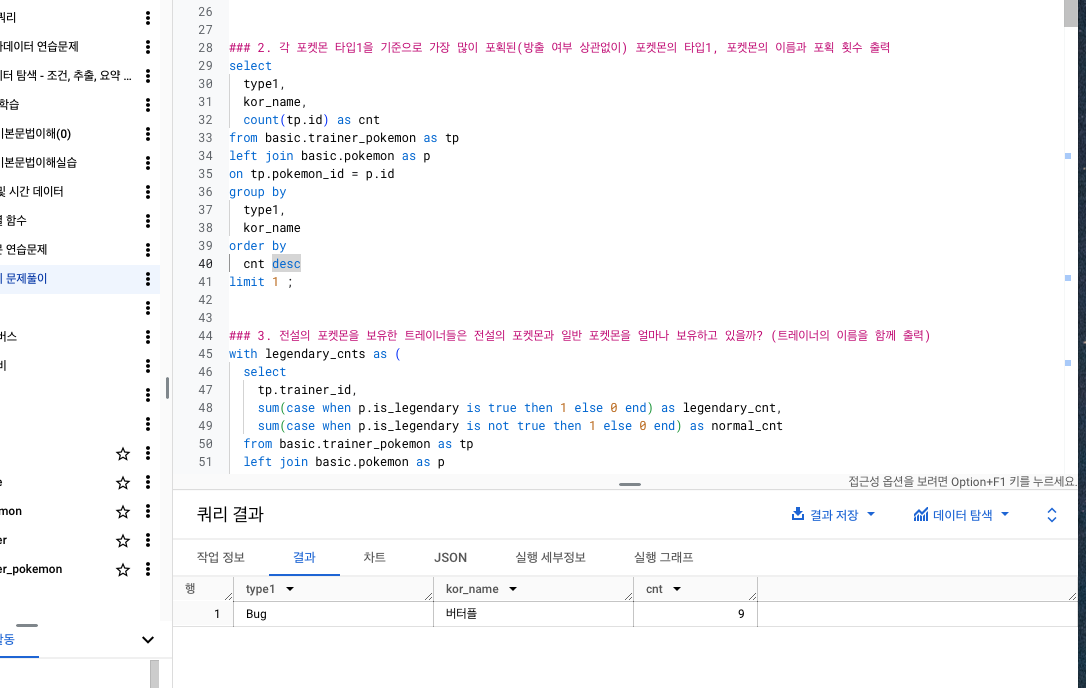 쿼리
데이터 연습문제
터 탐색 - 조건, 추출, 요약 ...
학습
기본문법이해(0)
기본문법이해실습
및 시간 데이터
함수
연습문제
문제풀이
버스
비
e
mon
er
er_pokemon
활동
26
27
28 ### 2. 각 포켓몬 타입1을 기준으로 가장 많이 포획된(방출 여부 상관없이) 포켓몬의 타입1, 포켓몬의 이름과 포획 횟수 출력
29 select
30 type1,
31 kor_name,
32 count(tp.id) as cnt
33 from basic.trainer_pokemon as tp
34 left join basic.pokemon as p
35 on tp.pokemon_id = p.id
36 group by
37 type1,
38 kor_name
39 order by
40 cnt desc
41 limit 1 ;
42
43
44 ### 3. 전설의 포켓몬을 보유한 트레이너들은 전설의 포켓몬과 일반 포켓몬을 얼마나 보유하고 있을까? (트레이너의 이름을 함께 출력)
45 with legendary_cnts as (
46 select
47 tp.trainer_id,
48 sum(case when p.is_legendary is true then 1 else 0 end) as legendary_cnt,
49 sum(case when p.is_legendary is not true then 1 else 0 end) as normal_cnt
50 from basic.trainer_pokemon as tp
51 left join basic.pokemon as p
접근성 옵션을 보려면 Option+F1 키를 누르세요.
쿼리 결과 결과 저장 데이터 탐색
작업 정보 결과 차트 JSON 실행 세부정보 실행 그래프
행 type1 kor_name cnt
1 Bug 버터플 9